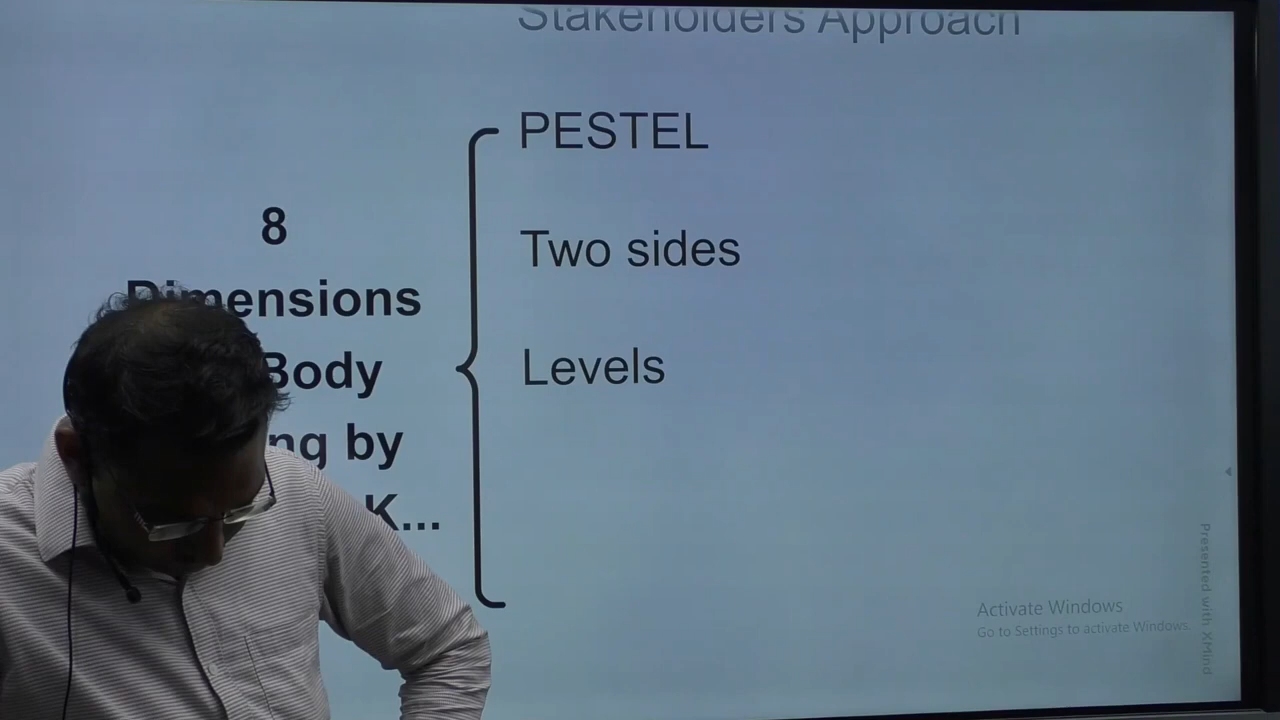 Stakeholders Approach
PESTEL
Two sides
Levels
8
Dimensions
Body
by
K...
Activate Windows
Go to Settings to activate Windows.
Presented with XMind